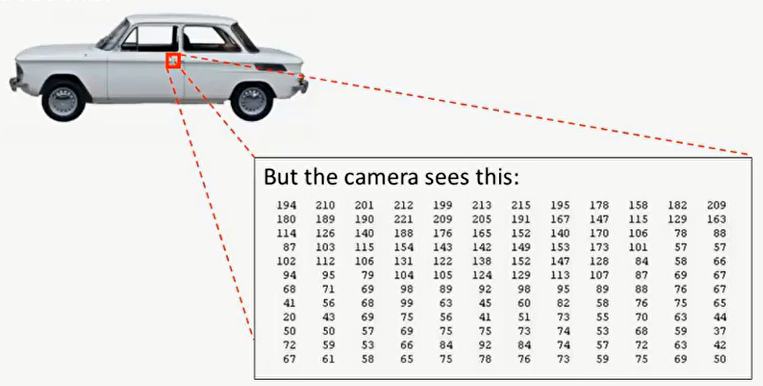 But the camera sees this:
194 210 201 212 199 213 215 195 178 158 182 209
180 189 190 221 209 205 191 167 147 115 129 163
114 126 140 188 176 165 152 140 170 106 78 88
87 103 115 154 143 142 149 153 173 101 57 57
102 112 106 131 122 138 152 147 128 84 58 66
94 95 79 104 105 124 129 113 107 87 69 67
68 71 69 98 89 92 98 95 89 88 76 67
41 56 68 99 63 45 60 82 58 76 75 65
20 43 69 75 56 41 51 73 55 70 63 44
50 50 57 69 75 75 73 74 53 68 59 37
72 59 53 66 84 92 84 74 57 72 63 42
67 61 58 65 75 78 76 73 59 75 69 50